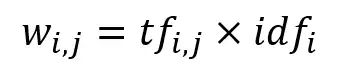 w_{i,j} = tf_{i,j} × idf_i